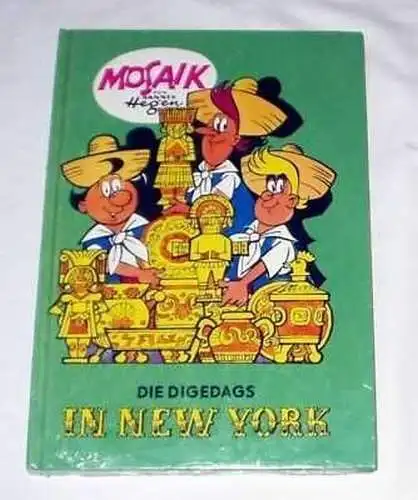 MOSAIK
VON
HANNES
Hegen
DIE DIGEDAGS
IN NEW YORK